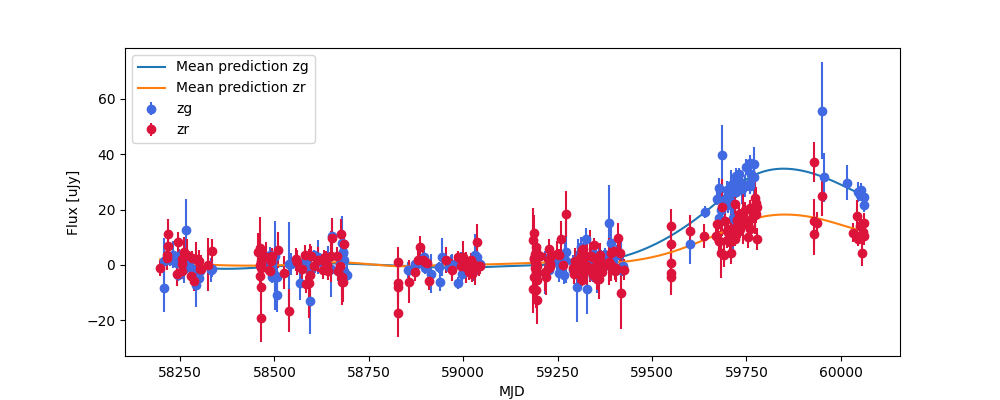 Mean prediction zg
Mean prediction zr
zg
zr
Flux [uJy]
60
40
20
0
−20
58250 58500 58750 59000 59250 59500 59750 60000
MJD